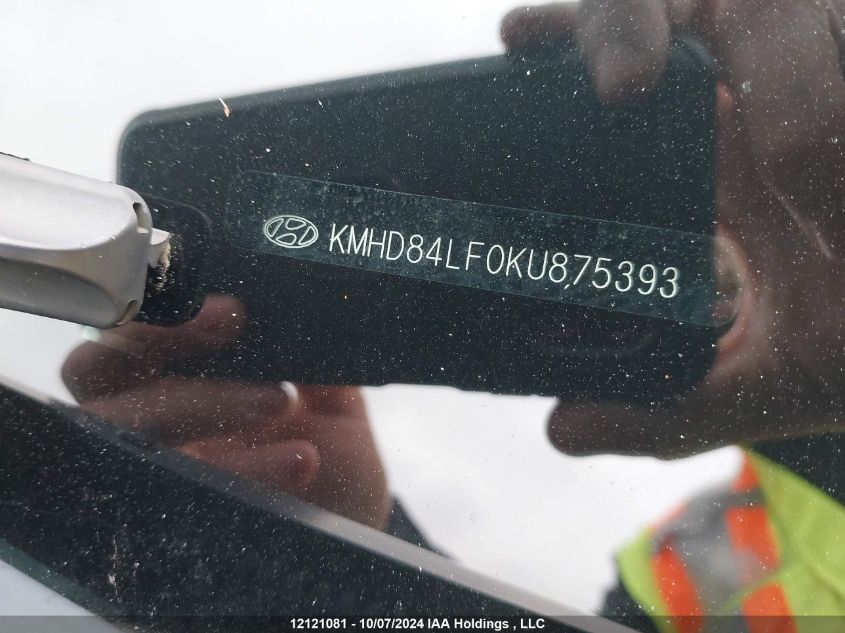 KMHD84LF0KU875393
12121081 - 10/07/2024 IAA Holdings , LLC